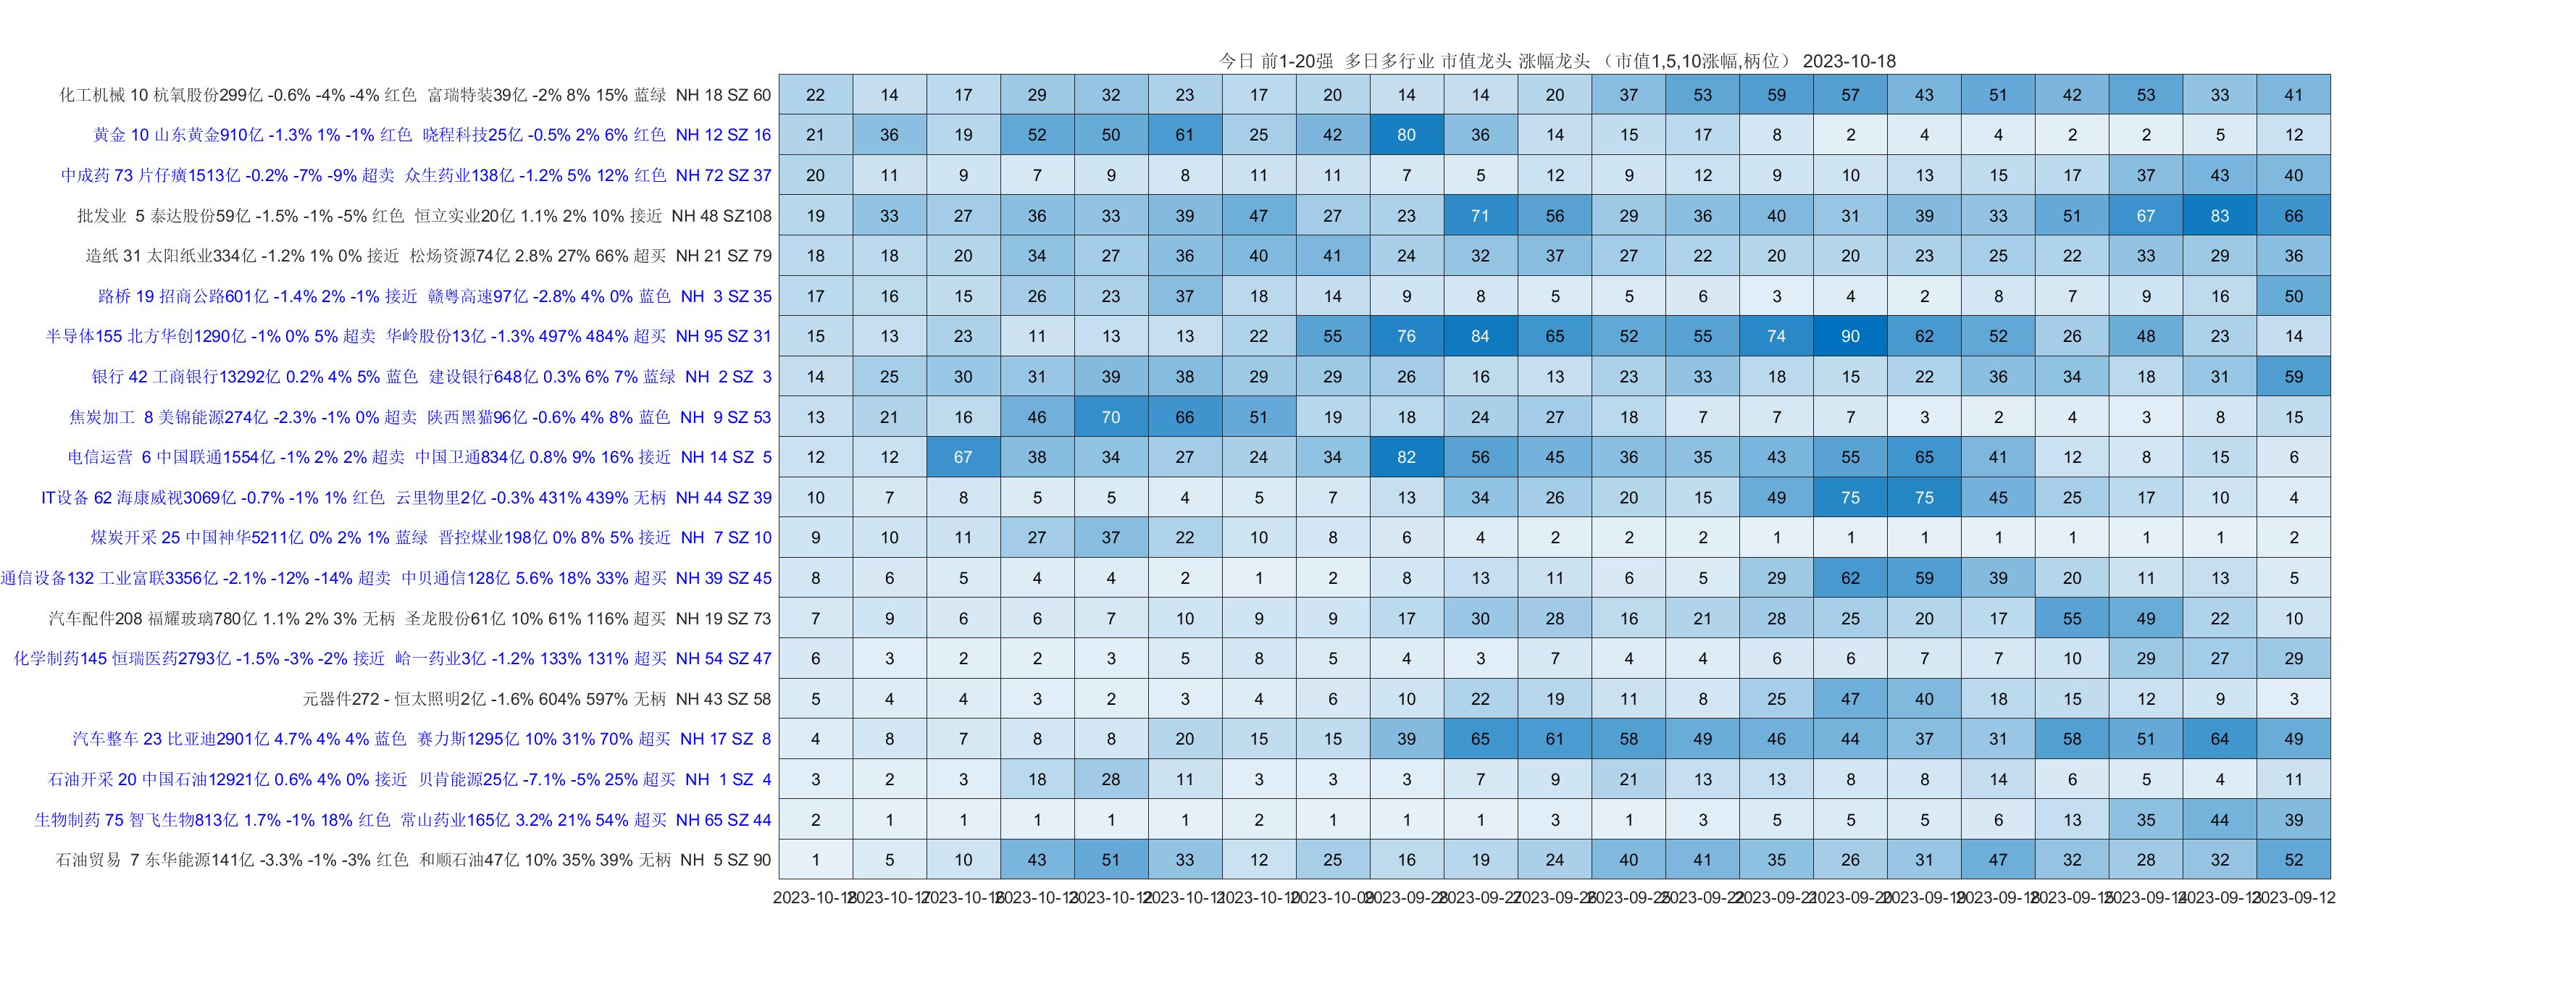 今日 前1-20强 多日多行业 市值龙头 涨幅龙头 （市值1,5,10涨幅,柄位） 2023-10-18
化工机械 10 杭氧股份299亿 -0.6% -4% -4% 红色 富瑞特装39亿 -2% 8% 15% 蓝绿 NH 18 SZ 60 22 14 17 29 32 23 17 20 14 14 20 37 53 59 57 43 51 42 53 33 41
黄金 10 山东黄金910亿 -1.3% 1% -1% 红色 晓程科技25亿 -0.5% 2% 6% 红色 NH 12 SZ 16 21 36 19 52 50 61 25 42 80 36 14 15 17 8 2 4 4 2 2 5 12
中成药 73 片仔癀1513亿 -0.2% -7% -9% 超卖 众生药业138亿 -1.2% 5% 12% 红色 NH 72 SZ 37 20 11 9 7 9 8 11 11 7 5 12 9 12 9 10 13 15 17 37 43 40
批发业 5 泰达股份59亿 -1.5% -1% -5% 红色 恒立实业20亿 1.1% 2% 10% 接近 NH 48 SZ108 19 33 27 36 33 39 47 27 23 71 56 29 36 40 31 39 33 51 67 83 66
造纸 31 太阳纸业334亿 -1.2% 1% 0% 接近 松炀资源74亿 2.8% 27% 66% 超买 NH 21 SZ 79 18 18 20 34 27 36 40 41 24 32 37 27 22 20 20 23 25 22 33 29 36
路桥 19 招商公路601亿 -1.4% 2% -1% 接近 赣粤高速97亿 -2.8% 4% 0% 蓝色 NH 3 SZ 35 17 16 15 26 23 37 18 14 9 8 5 5 6 3 4 2 8 7 9 16 50
半导体155 北方华创1290亿 -1% 0% 5% 超卖 华岭股份13亿 -1.3% 497% 484% 超买 NH 95 SZ 31 15 13 23 11 13 13 22 55 76 84 65 52 55 74 90 62 52 26 48 23 14
银行 42 工商银行13292亿 0.2% 4% 5% 蓝色 建设银行648亿 0.3% 6% 7% 蓝绿 NH 2 SZ 3 14 25 30 31 39 38 29 29 26 16 13 23 33 18 15 22 36 34 18 31 59
焦炭加工 8 美锦能源274亿 -2.3% -1% 0% 超卖 陕西黑猫96亿 -0.6% 4% 8% 蓝色 NH 9 SZ 53 13 21 16 46 70 66 51 19 18 24 27 18 7 7 7 3 2 4 3 8 15
电信运营 6 中国联通1554亿 -1% 2% 2% 超卖 中国卫通834亿 0.8% 9% 16% 接近 NH 14 SZ 5 12 12 67 38 34 27 24 34 82 56 45 36 35 43 55 65 41 12 8 15 6
IT设备 62 海康威视3069亿 -0.7% -1% 1% 红色 云里物里2亿 -0.3% 431% 439% 无柄 NH 44 SZ 39 10 7 8 5 5 4 5 7 13 34 26 20 15 49 75 75 45 25 17 10 4
煤炭开采 25 中国神华5211亿 0% 2% 1% 蓝绿 晋控煤业198亿 0% 8% 5% 接近 NH 7 SZ 10 9 10 11 27 37 22 10 8 6 4 2 2 2 1 1 1 1 1 1 1 2
通信设备132 工业富联3356亿 -2.1% -12% -14% 超卖 中贝通信128亿 5.6% 18% 33% 超买 NH 39 SZ 45 8 6 5 4 4 2 1 2 8 13 11 6 5 29 62 59 39 20 11 13 5
汽车配件208 福耀玻璃780亿 1.1% 2% 3% 无柄 圣龙股份61亿 10% 61% 116% 超买 NH 19 SZ 73 7 9 6 6 7 10 9 9 17 30 28 16 21 28 25 20 17 55 49 22 10
化学制药145 恒瑞医药2793亿 -1.5% -3% -2% 接近 峆一药业3亿 -1.2% 133% 131% 超买 NH 54 SZ 47 6 3 2 2 3 5 8 5 4 3 7 4 4 6 6 7 7 10 29 27 29
元器件272 - 恒太照明2亿 -1.6% 604% 597% 无柄 NH 43 SZ 58 5 4 4 3 2 3 4 6 10 22 19 11 8 25 47 40 18 15 12 9 3
汽车整车 23 比亚迪2901亿 4.7% 4% 4% 蓝色 赛力斯1295亿 10% 31% 70% 超买 NH 17 SZ 8 4 8 7 8 8 20 15 15 39 65 61 58 49 46 44 37 31 58 51 64 49
石油开采 20 中国石油12921亿 0.6% 4% 0% 接近 贝肯能源25亿 -7.1% -5% 25% 超买 NH 1 SZ 4 3 2 3 18 28 11 3 3 3 7 9 21 13 13 8 8 14 6 5 4 11
生物制药 75 智飞生物813亿 1.7% -1% 18% 红色 常山药业165亿 3.2% 21% 54% 超买 NH 65 SZ 44 2 1 1 1 1 1 2 1 1 1 3 1 3 5 5 5 6 13 35 44 39
石油贸易 7 东华能源141亿 -3.3% -1% -3% 红色 和顺石油47亿 10% 35% 39% 无柄 NH 5 SZ 90 1 5 10 43 51 33 12 25 16 19 24 40 41 35 26 31 47 32 28 32 52
2023-10-18 2023-10-17 2023-10-16 2023-10-13 2023-10-12 2023-10-11 2023-10-10 2023-10-09 2023-09-28 2023-09-27 2023-09-26 2023-09-25 2023-09-22 2023-09-21 2023-09-20 2023-09-19 2023-09-18 2023-09-15 2023-09-14 2023-09-13 2023-09-12